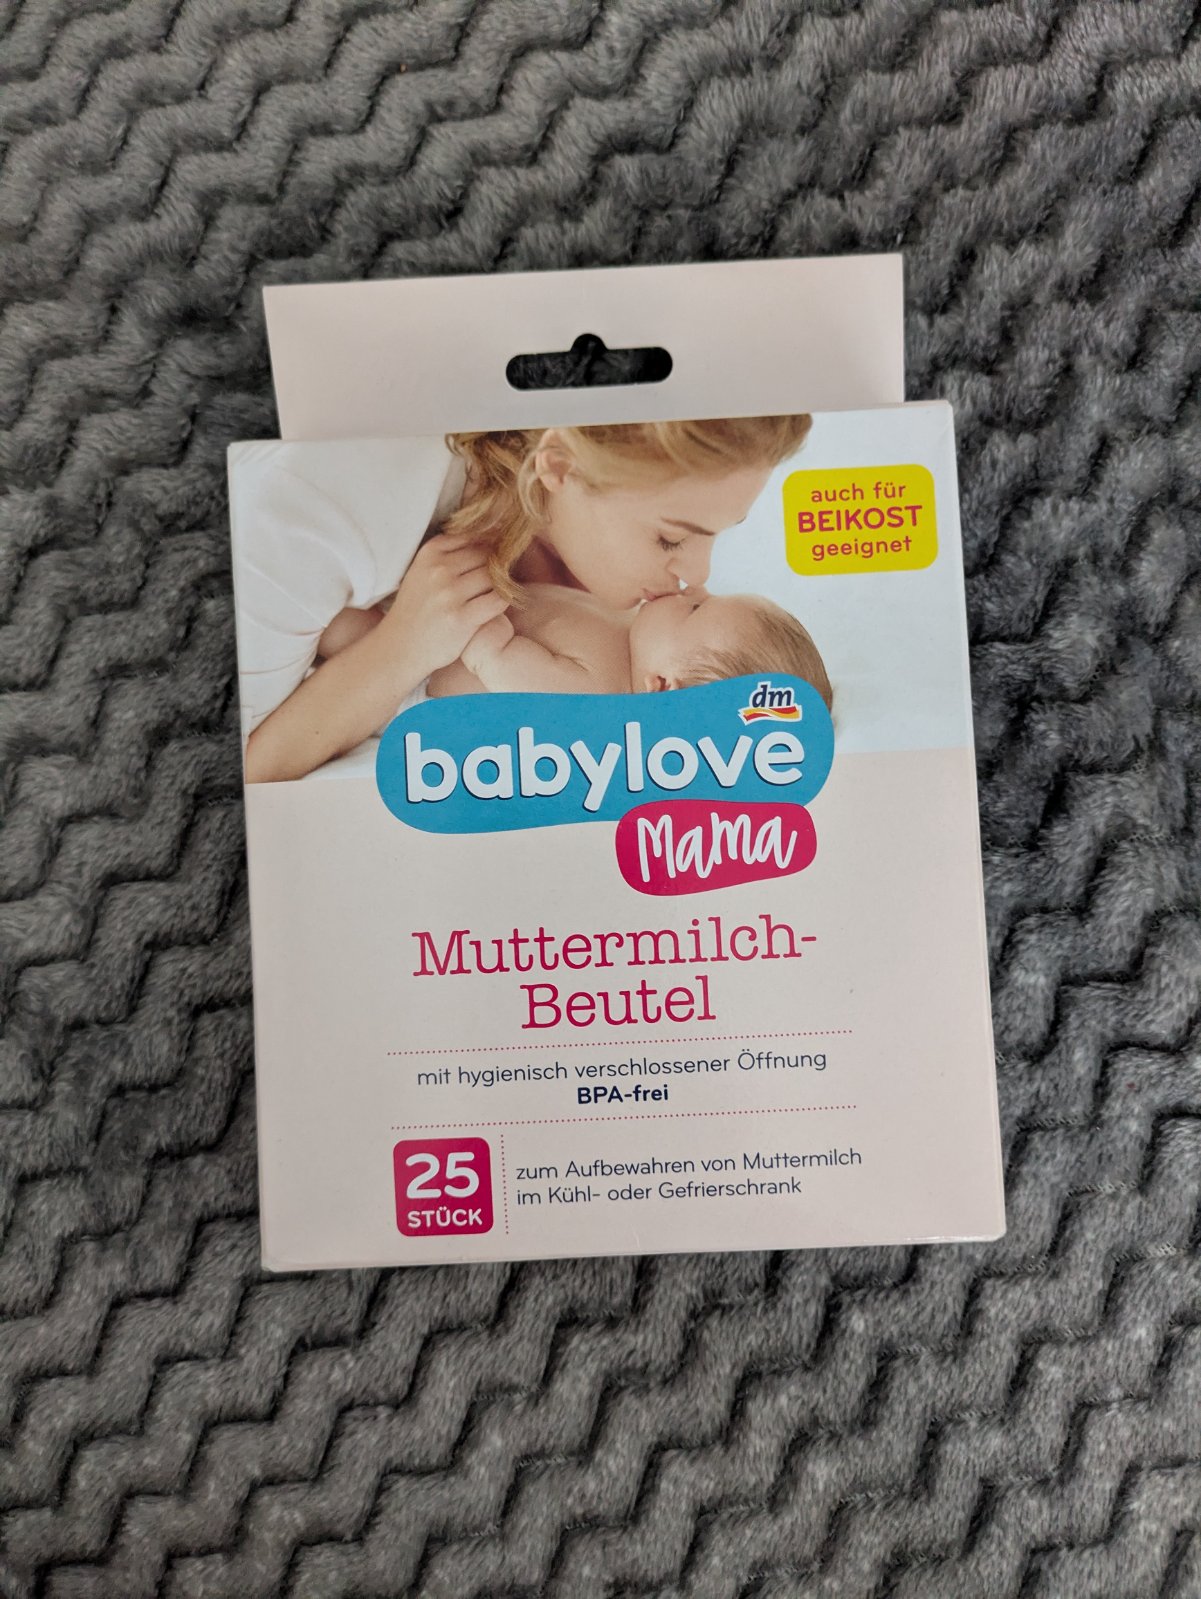 auch für
BEIKOST
geeignet
dm
babylove
Mama
Muttermilch-
Beutel
mit hygienisch verschlossener Öffnung
BPA-frei
25
STÜCK
zum Aufbewahren von Muttermilch
im Kühl- oder Gefrierschrank